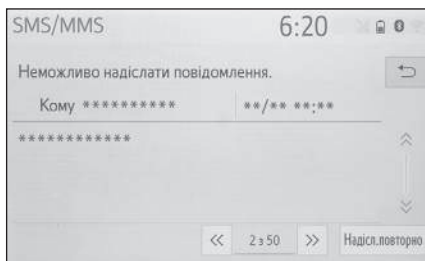 SMS/MMS 6:20
Неможливо надіслати повідомлення.
Кому ********** **/** **:**
************
2 з 50 Надісл.повторно